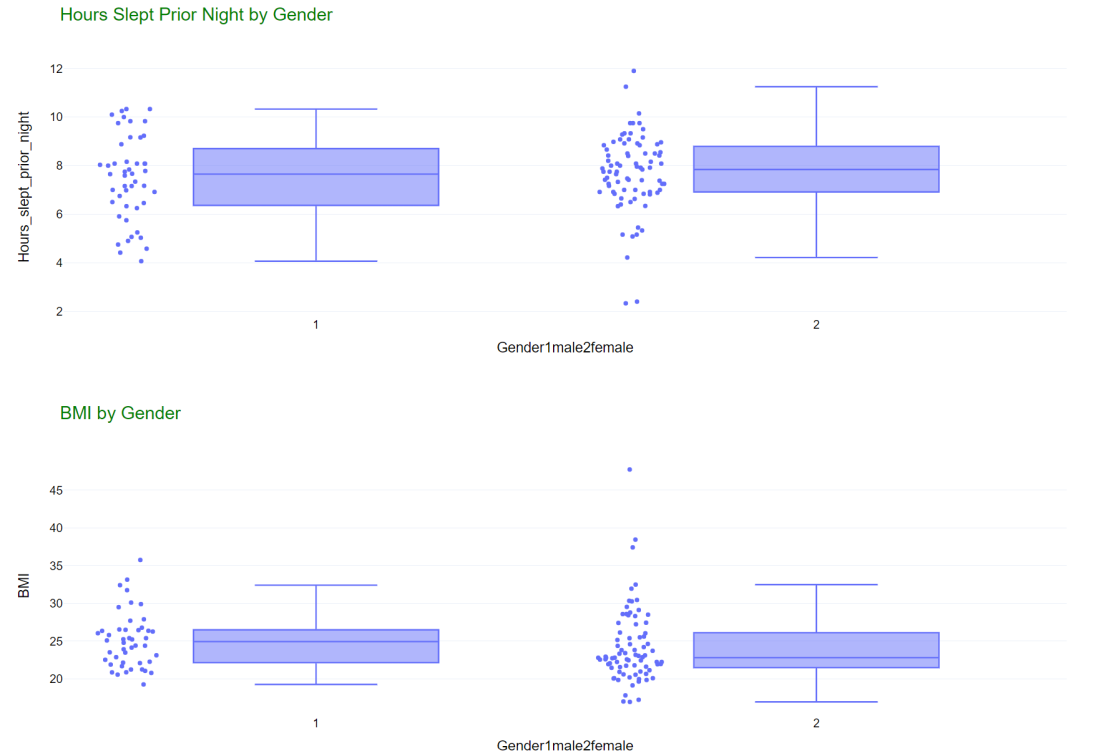 Hours Slept Prior Night by Gender
12
10
8
6
4
2
Hours_slept_prior_night
1 2
Gender1male2female
BMI by Gender
45
40
35
30
25
20
BMI
1 2
Gender1male2female